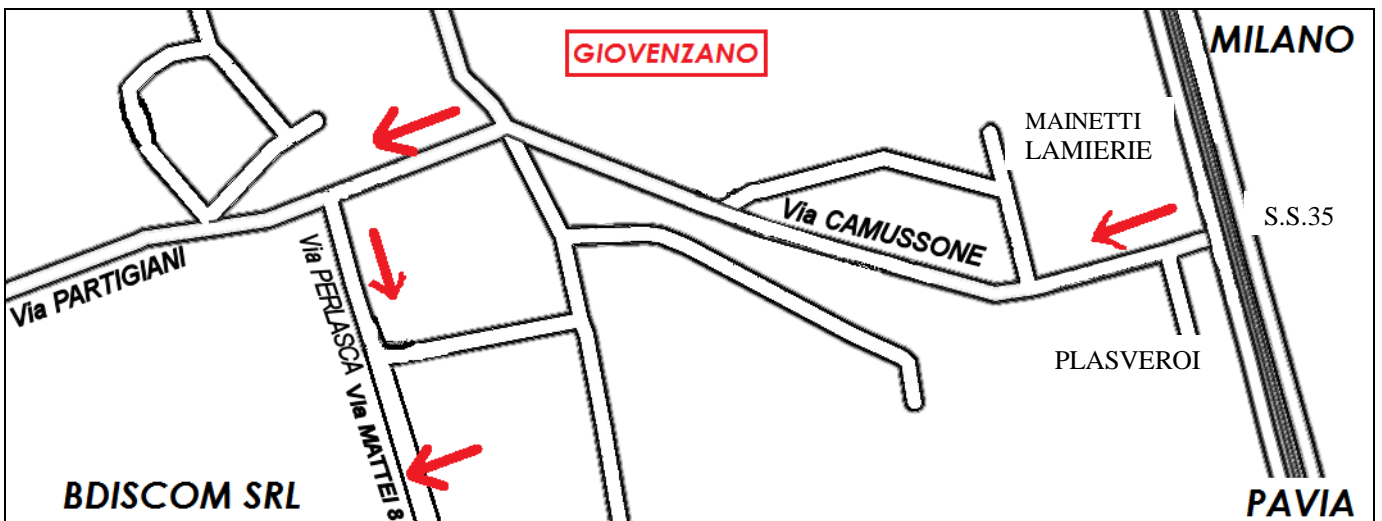 GIOVENZANO
MILANO
MAINETTI
LAMIERIE
S.S.35
Via CAMUSSONE
Via PARTIGIANI
Via PERLASCA
VIa MATTEI 8
PLASVEROI
BDISCOM SRL
PAVIA